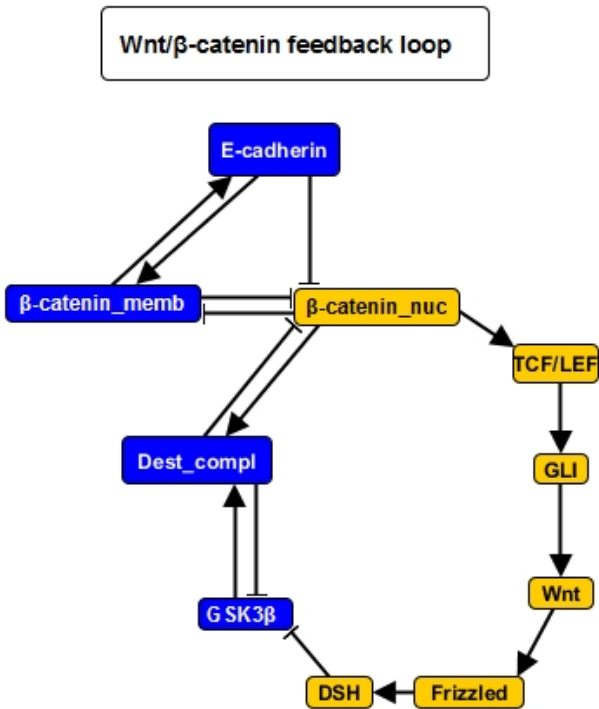 Wnt/β-catenin feedback loop
E-cadherin
β-catenin_memb
β-catenin_nuc
TCF/LEF
Dest_compl
GLI
Wnt
GSK3β
DSH
Frizzled